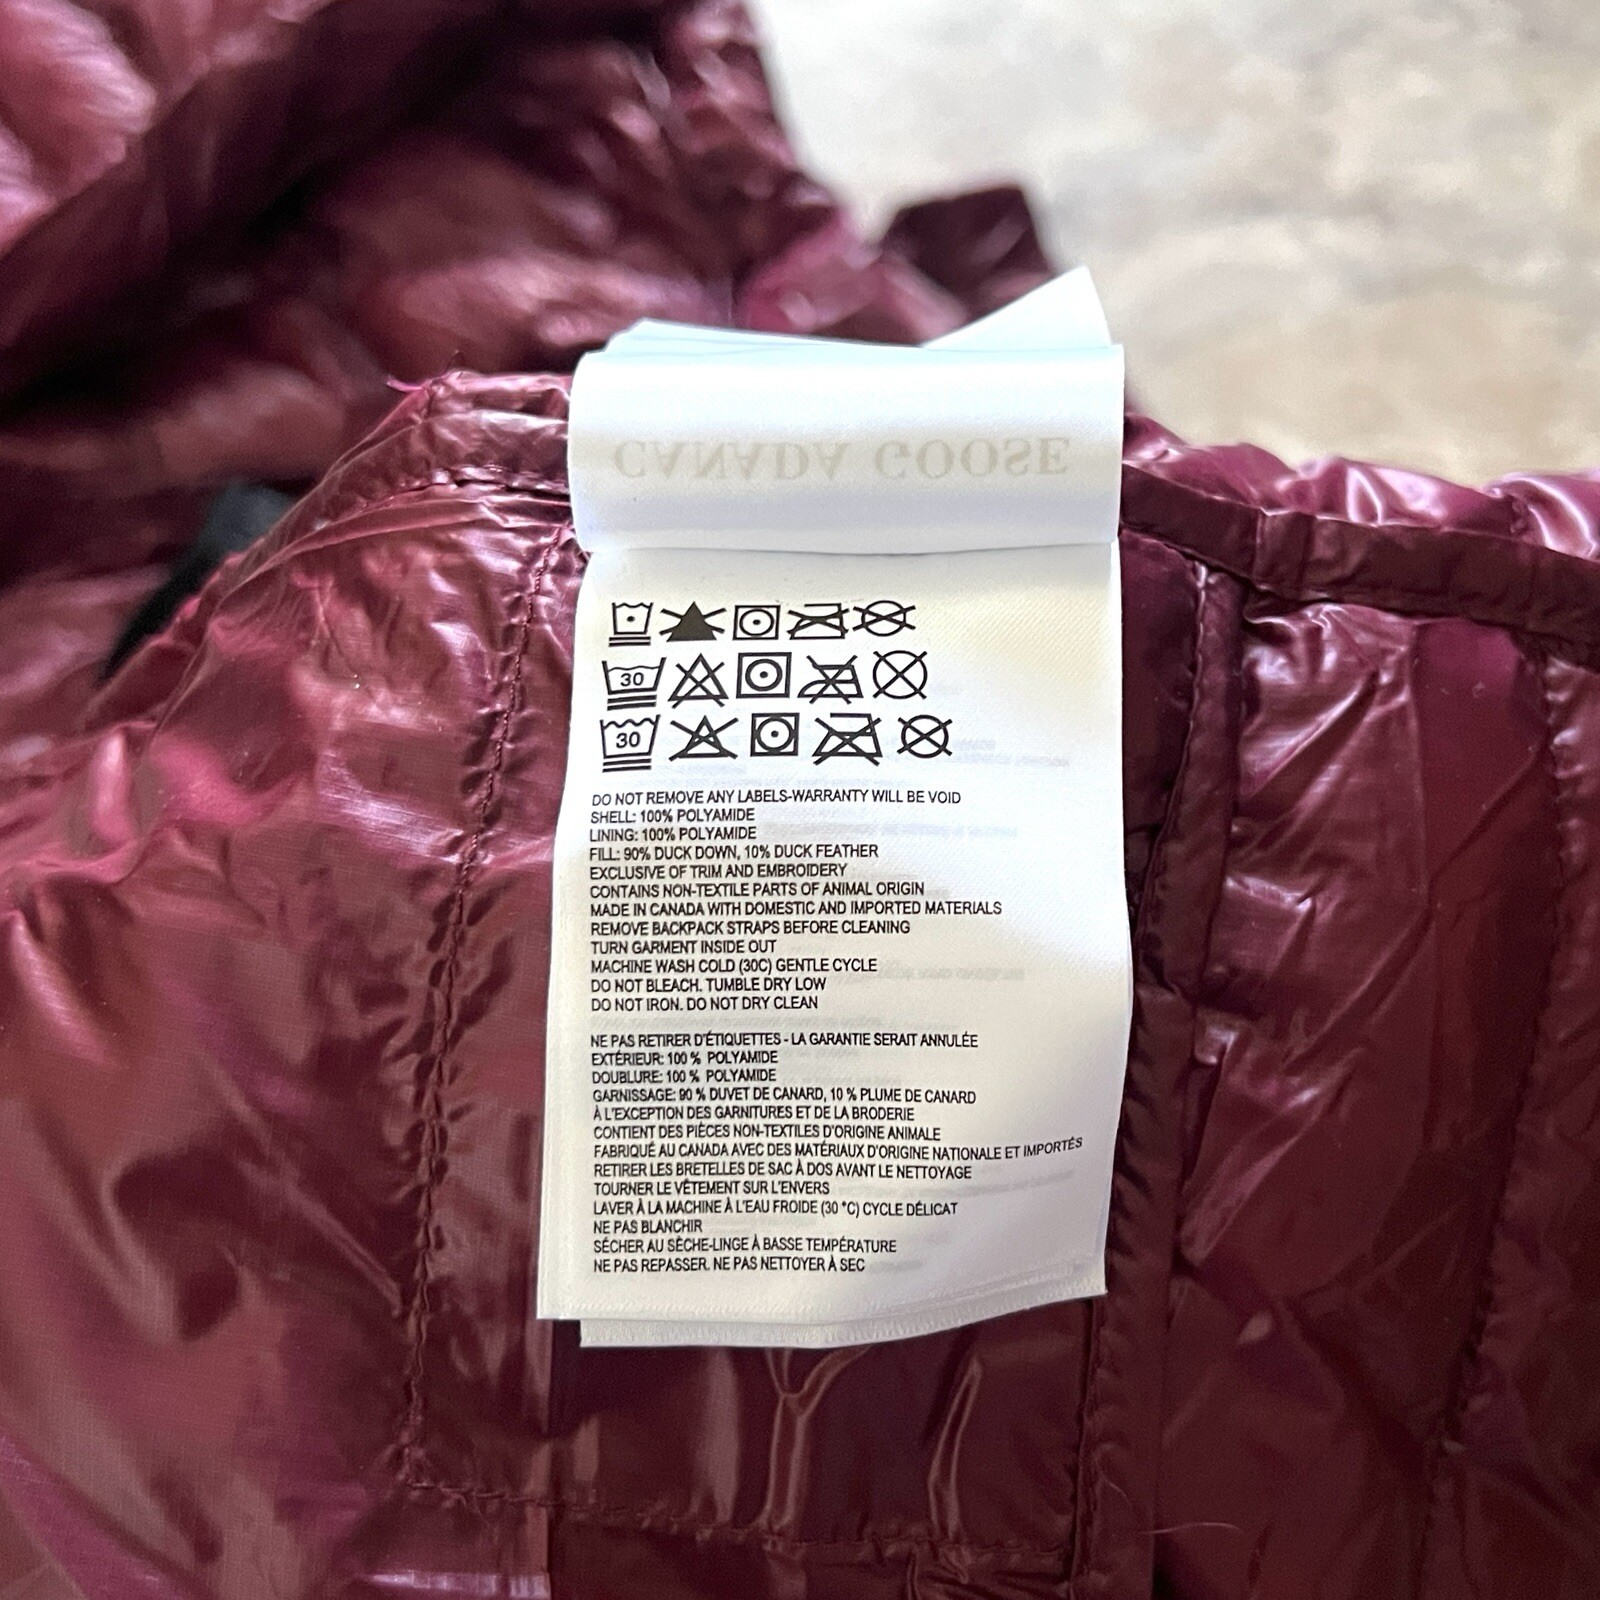 CANADA GOOSE
30
30
DO NOT REMOVE ANY LABELS-WARRANTY WILL BE VOID
SHELL: 100% POLYAMIDE
LINING: 100% POLYAMIDE
FILL: 90% DUCK DOWN, 10% DUCK FEATHER
EXCLUSIVE OF TRIM AND EMBROIDERY
CONTAINS NON-TEXTILE PARTS OF ANIMAL ORIGIN
MADE IN CANADA WITH DOMESTIC AND IMPORTED MATERIALS
REMOVE BACKPACK STRAPS BEFORE CLEANING
TURN GARMENT INSIDE OUT
MACHINE WASH COLD (30C) GENTLE CYCLE
DO NOT BLEACH. TUMBLE DRY LOW
DO NOT IRON. DO NOT DRY CLEAN
NE PAS RETIRER D'ÉTIQUETTES - LA GARANTIE SERAIT ANNULÉE
EXTÉRIEUR: 100 % POLYAMIDE
DOUBLURE: 100 % POLYAMIDE
GARNISSAGE: 90 % DUVET DE CANARD, 10 % PLUME DE CANARD
À L'EXCEPTION DES GARNITURES ET DE LA BRODERIE
CONTIENT DES PIÈCES NON-TEXTILES D'ORIGINE ANIMALE
FABRIQUÉ AU CANADA AVEC DES MATÉRIAUX D'ORIGINE NATIONALE ET IMPORTÉS
RETIRER LES BRETELLES DE SAC À DOS AVANT LE NETTOYAGE
TOURNER LE VÊTEMENT SUR L'ENVERS
LAVER À LA MACHINE À L'EAU FROIDE (30 °C) CYCLE DÉLICAT
NE PAS BLANCHIR
SÉCHER AU SÈCHE-LINGE À BASSE TEMPÉRATURE
NE PAS REPASSER. NE PAS NETTOYER À SEC